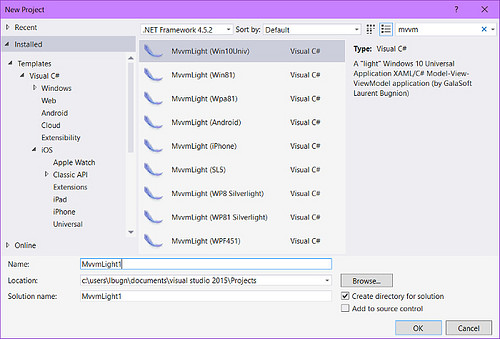 New Project
? ×
Recent
.NET Framework 4.5.2 Sort by: Default mvvm
Installed
Templates
Visual C#
Windows
Web
Android
Cloud
Extensibility
iOS
Apple Watch
Classic API
Extensions
iPad
iPhone
Universal
Online
MvvmLight (Win10Univ) Visual C#
MvvmLight (Win81) Visual C#
MvvmLight (Wpa81) Visual C#
MvvmLight (Android) Visual C#
MvvmLight (iPhone) Visual C#
MvvmLight (SL5) Visual C#
MvvmLight (WP8 Silverlight) Visual C#
MvvmLight (WP81 Silverlight) Visual C#
MvvmLight (WPF451) Visual C#
Type: Visual C#
A "light" Windows 10 Universal
Application XAML/C# Model-View-
ViewModel application (by GalaSoft
Laurent Bugnion)
Name: MvvmLight1
Location: c:\users\lbugn\documents\visual studio 2015\Projects Browse...
Solution name: MvvmLight1
Create directory for solution
Add to source control
OK Cancel